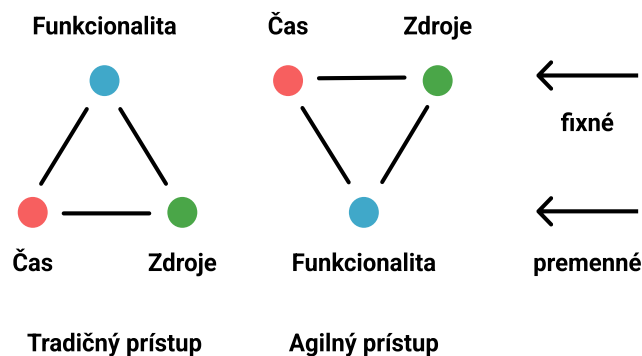 Funkcionalita
Čas
Zdroje
fixné
Čas
Zdroje
Funkcionalita
premenné
Tradičný prístup
Agilný prístup